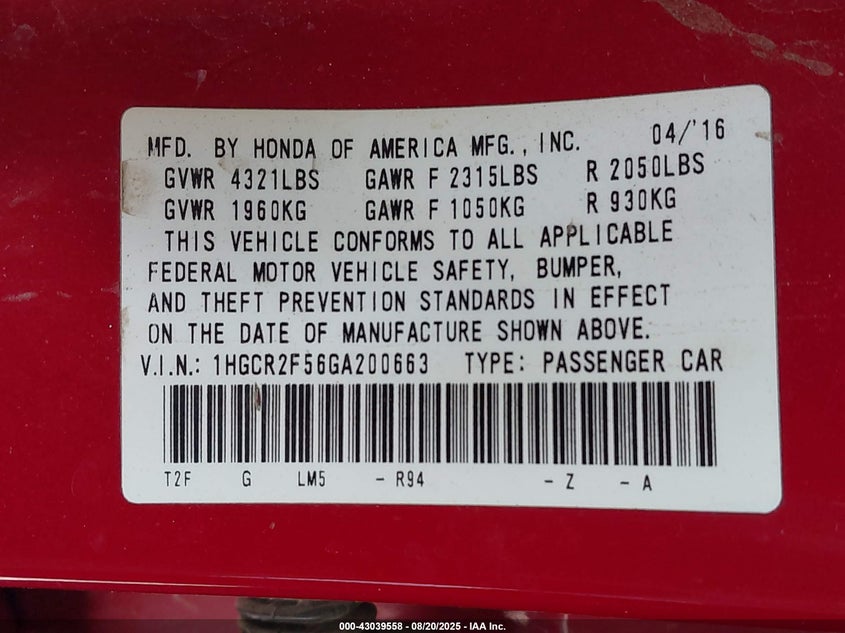 MFD. BY HONDA OF AMERICA MFG., INC. 04/'16
GVWR 4321LBS GAWR F 2315LBS R 2050LBS
GVWR 1960KG GAWR F 1050KG R 930KG
THIS VEHICLE CONFORMS TO ALL APPLICABLE
FEDERAL MOTOR VEHICLE SAFETY, BUMPER,
AND THEFT PREVENTION STANDARDS IN EFFECT
ON THE DATE OF MANUFACTURE SHOWN ABOVE.
V.I.N.: 1HGCR2F56GA200663 TYPE: PASSENGER CAR
T2F G LM5 - R94 - Z - A
000-43039558 - 08/20/2025 - IAA Inc.